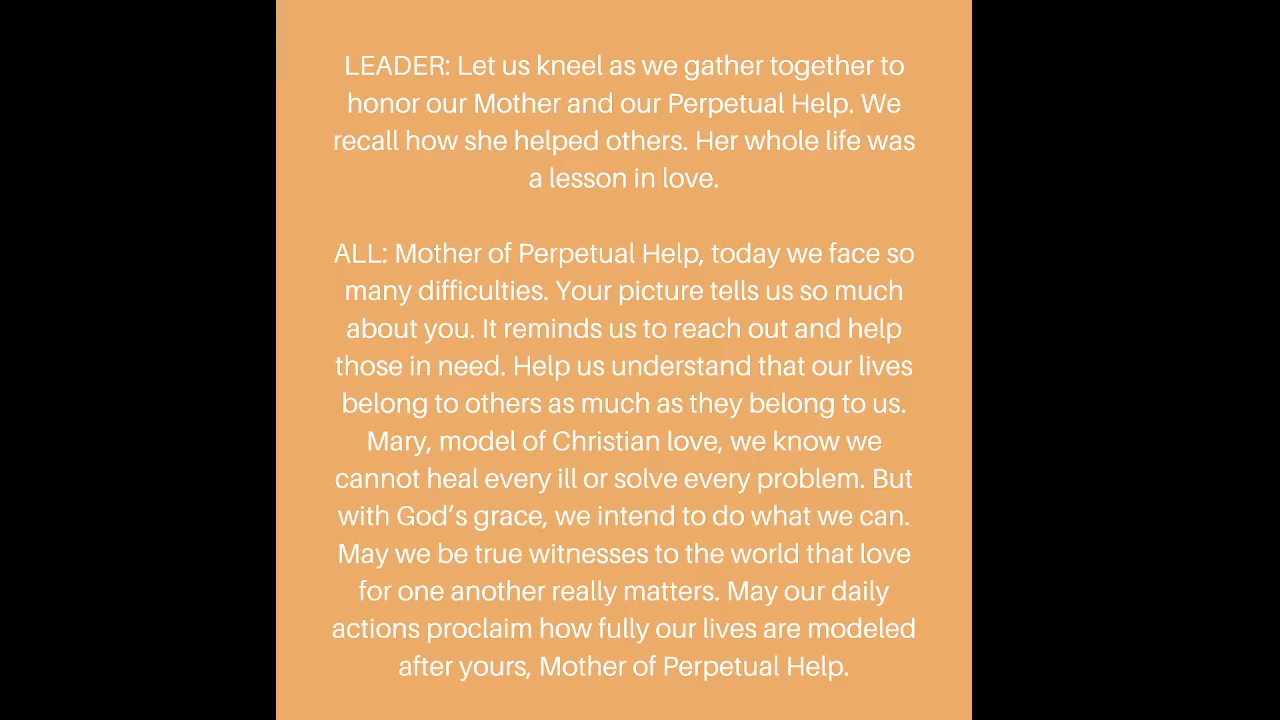 LEADER: Let us kneel as we gather together to
honor our Mother and our Perpetual Help. We
recall how she helped others. Her whole life was
a lesson in love.
ALL: Mother of Perpetual Help, today we face so
many difficulties. Your picture tells us so much
about you. It reminds us to reach out and help
those in need. Help us understand that our lives
belong to others as much as they belong to us.
Mary, model of Christian love, we know we
cannot heal every ill or solve every problem. But
with God’s grace, we intend to do what we can.
May we be true witnesses to the world that love
for one another really matters. May our daily
actions proclaim how fully our lives are modeled
after yours, Mother of Perpetual Help.